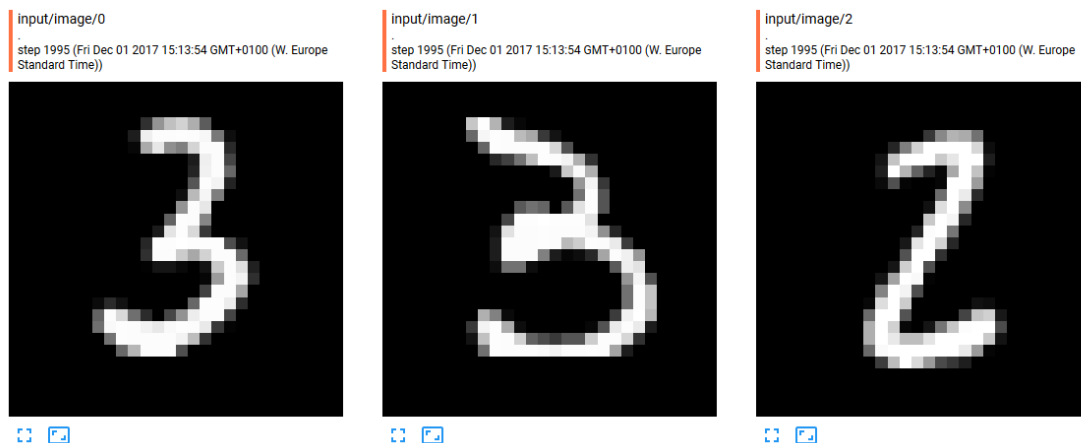 input/image/0
.
step 1995 (Fri Dec 01 2017 15:13:54 GMT+0100 (W. Europe
Standard Time))
3
input/image/1
.
step 1995 (Fri Dec 01 2017 15:13:54 GMT+0100 (W. Europe
Standard Time))
3
input/image/2
.
step 1995 (Fri Dec 01 2017 15:13:54 GMT+0100 (W. Europe
Standard Time))
2